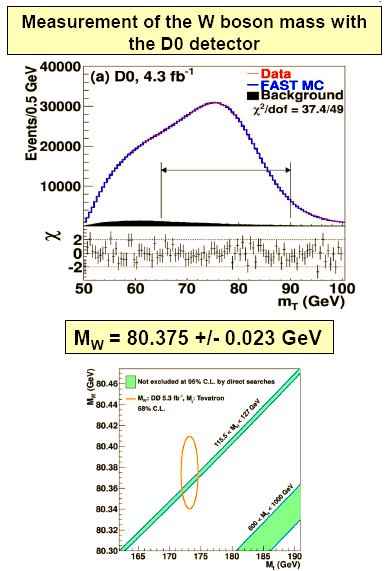 Measurement of the W boson mass with
the D0 detector
(a) D0, 4.3 fb⁻¹
Data
FAST MC
Background
χ²/dof = 37.4/49
Events/0.5 GeV
40000
30000
20000
10000
χ
2
0
-2
50 60 70 80 90 100
m_T (GeV)
M_W = 80.375 +/- 0.023 GeV
M_W (GeV)
80.46
80.44
80.42
80.40
80.38
80.36
80.34
80.32
80.30
Not excluded at 95% C.L. by direct searches
M_W: DØ 5.3 fb⁻¹, M_t: Tevatron
68% C.L.
115.5 < M_H < 127 GeV
600 < M_H < 1000 GeV
165 170 175 180 185 190
M_t (GeV)